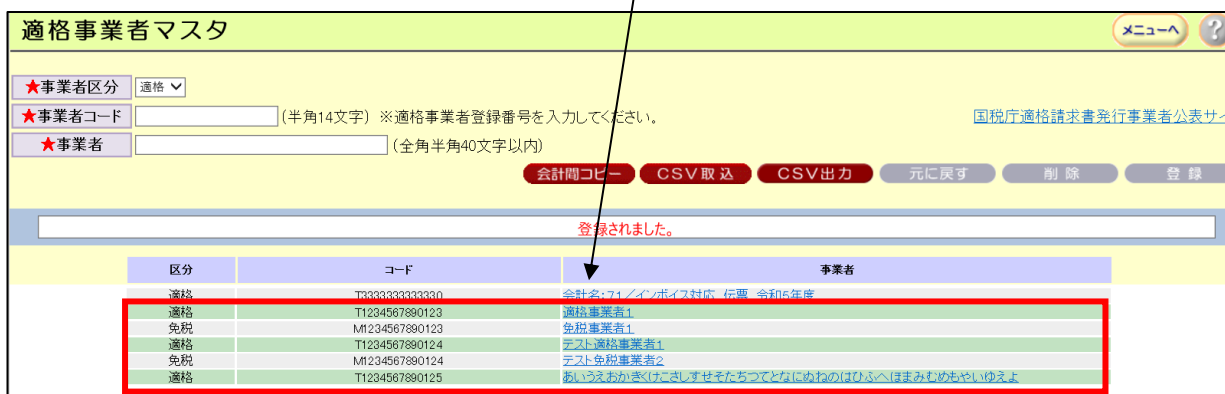 適格事業者マスタ メニューへ ?
★事業者区分 適格
★事業者コード (半角14文字) ※適格事業者登録番号を入力してください。 国税庁適格請求書発行事業者公表サイ
★事業者 (全角半角40文字以内)
会計間コピー CSV取込 CSV出力 元に戻す 削除 登録
登録されました。
区分 コード 事業者
適格 T3333333333330 会計名:71/インボイス対応 伝票 令和5年度
適格 T1234567890123 適格事業者1
免税 M1234567890123 免税事業者1
適格 T1234567890124 テスト適格事業者1
免税 M1234567890124 テスト免税事業者2
適格 T1234567890125 あいうえおかきくけこさしすせそたちつてとなにぬねのはひふへほまみむめもやいゆえよ